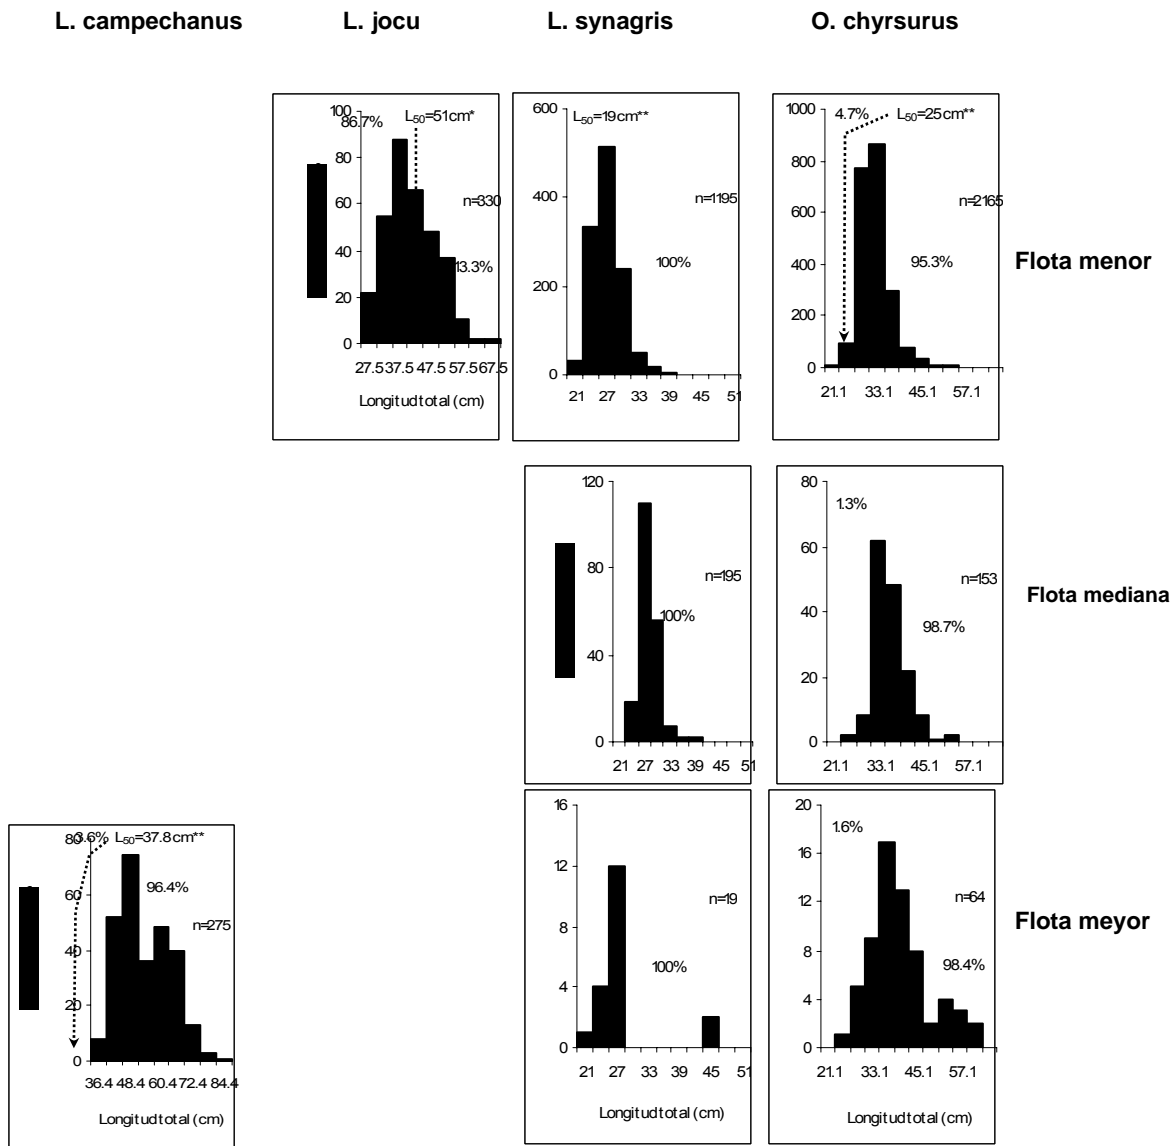 L. campechanus L. jocu L. synagris O. chyrsurus
100
80
60
40
20
0
86.7%
L50=51cm*
n=330
13.3%
27.5 37.5 47.5 57.5 67.5
Longitud total (cm)
600
400
200
0
L50=19cm**
n=1195
100%
21 27 33 39 45 51
1000
800
600
400
200
0
4.7%
L50=25cm**
n=2165
95.3%
21.1 33.1 45.1 57.1
Flota menor
120
80
40
0
n=195
100%
21 27 33 39 45 51
80
60
40
20
0
1.3%
n=153
98.7%
21.1 33.1 45.1 57.1
Flota mediana
80
60
40
20
0
3.6%
L50=37.8cm**
96.4%
n=275
36.4 48.4 60.4 72.4 84.4
Longitud total (cm)
16
12
8
4
0
n=19
100%
21 27 33 39 45 51
Longitud total (cm)
20
16
12
8
4
0
1.6%
n=64
98.4%
21.1 33.1 45.1 57.1
Longitud total (cm)
Flota meyor